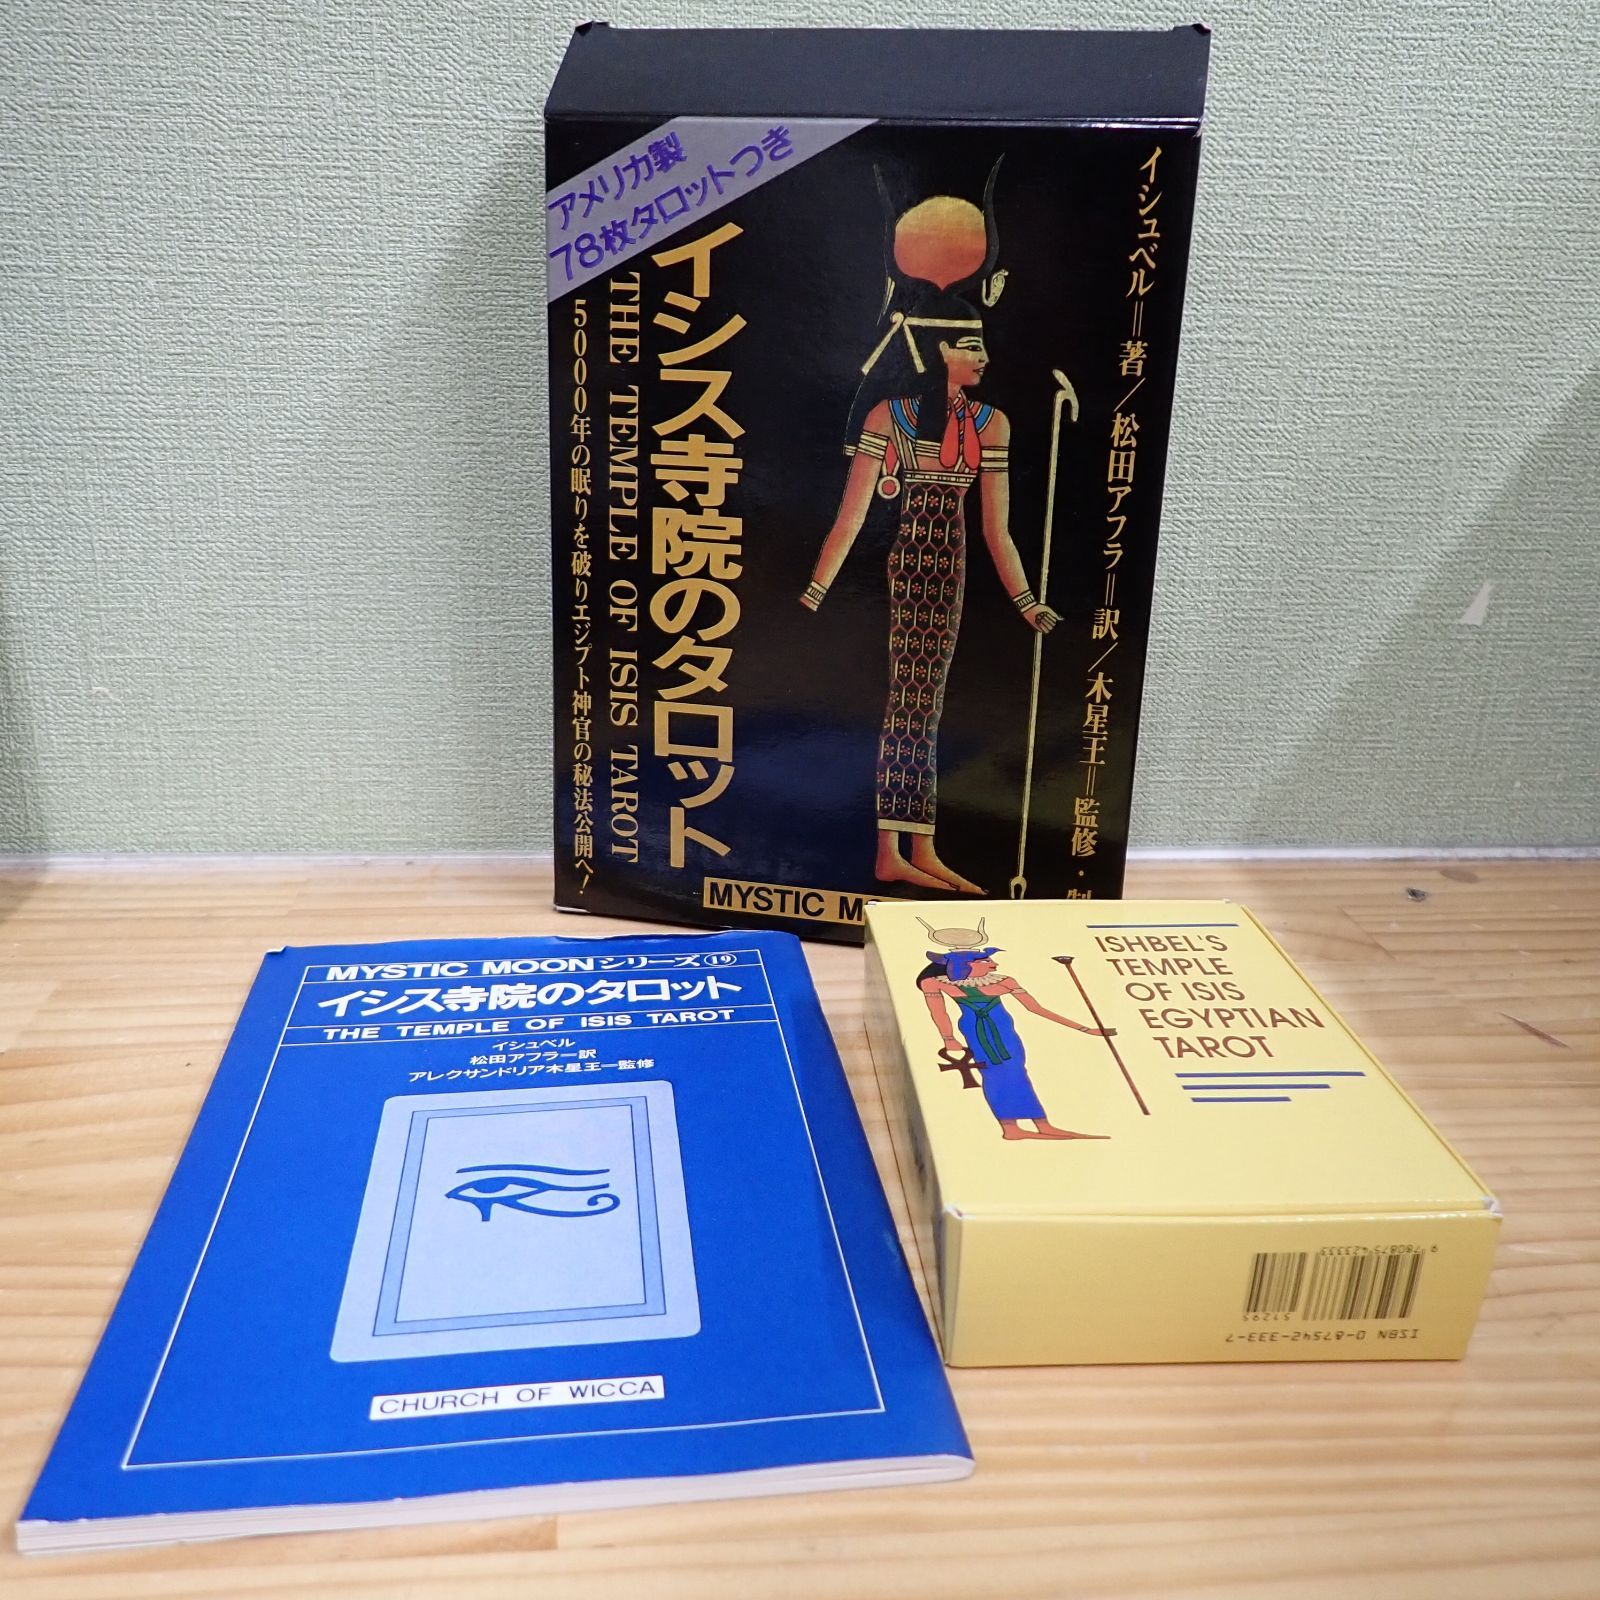 アメリカ製
78枚タロットつき
イシュベル＝著／松田アフラ＝訳／木星王＝監修・制
イシス寺院のタロット
THE TEMPLE OF ISIS TAROT
5000年の眠りを破りエジプト神官の秘法公開へ！
MYSTIC
MYSTIC MOONシリーズ⑲
イシス寺院のタロット
THE TEMPLE OF ISIS TAROT
イシュベル
松田アフラー訳
アレクサンドリア木星王ー監修
CHURCH OF WICCA
ISHBEL'S
TEMPLE
OF ISIS
EGYPTIAN
TAROT
9 780875 423333
51295
ISBN 0-87542-333-7